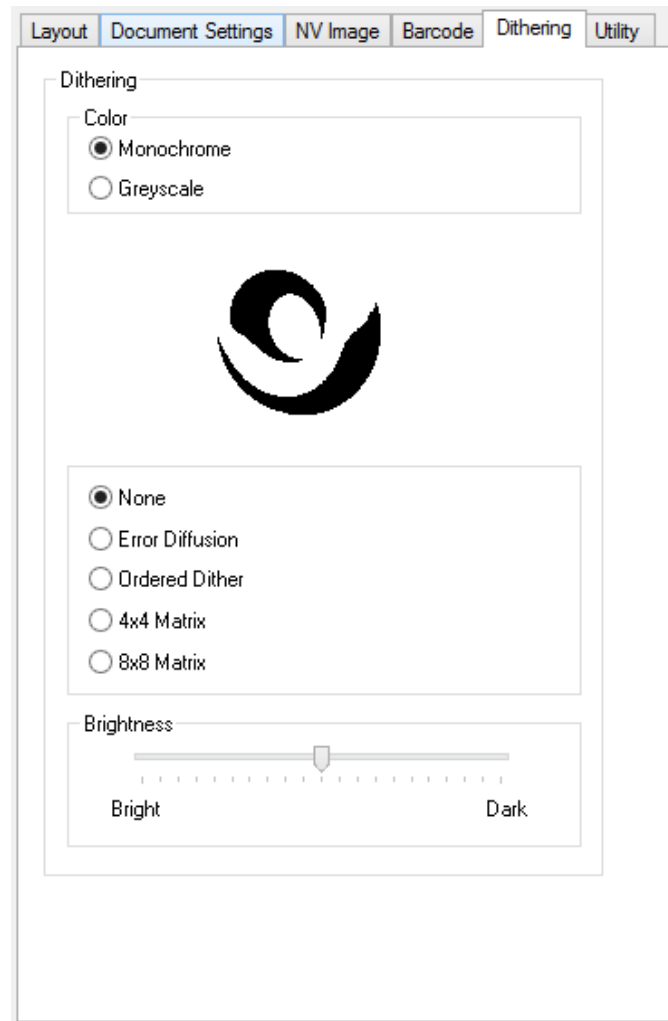 Layout Document Settings NV Image Barcode Dithering Utility
Dithering
Color
Monochrome
Greyscale
None
Error Diffusion
Ordered Dither
4x4 Matrix
8x8 Matrix
Brightness
Bright Dark